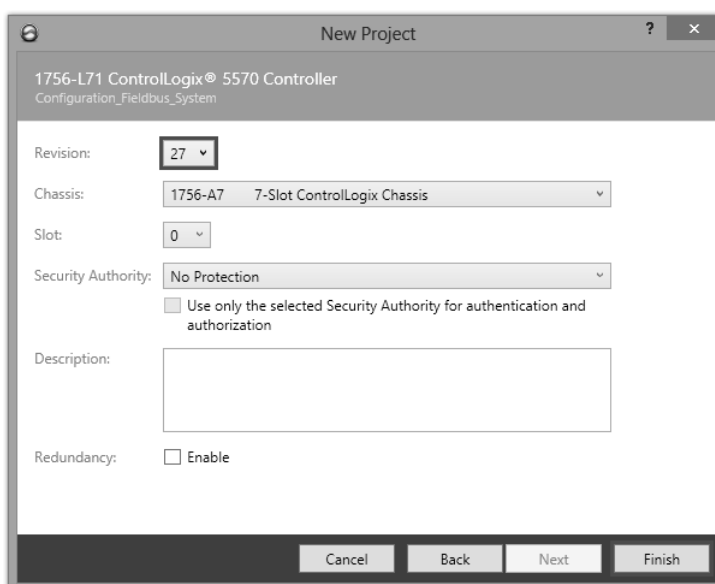 New Project
? ×
1756-L71 ControlLogix® 5570 Controller
Configuration_Fieldbus_System
Revision: 27
Chassis: 1756-A7 7-Slot ControlLogix Chassis
Slot: 0
Security Authority: No Protection
Use only the selected Security Authority for authentication and
authorization
Description:
Redundancy: Enable
Cancel Back Next Finish